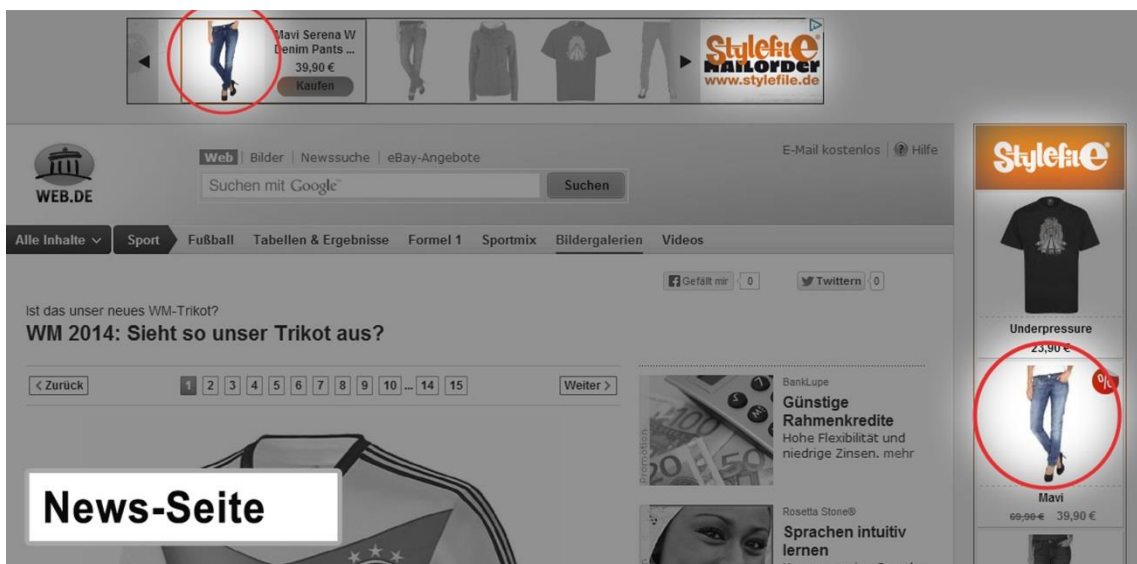 Mavi Serena W
Denim Pants ...
39,90 €
Kaufen
Stylefile
MAILORDER
www.stylefile.de
WEB.DE
Web | Bilder | Newssuche | eBay-Angebote
Suchen mit Google™
Suchen
E-Mail kostenlos | Hilfe
Alle Inhalte
Sport
Fußball
Tabellen & Ergebnisse
Formel 1
Sportmix
Bildergalerien
Videos
Gefällt mir 0
Twittern 0
Ist das unser neues WM-Trikot?
WM 2014: Sieht so unser Trikot aus?
< Zurück
1 2 3 4 5 6 7 8 9 10 ... 14 15
Weiter >
Promotion
BankLupe
Günstige
Rahmenkredite
Hohe Flexibilität und
niedrige Zinsen. mehr
Rosetta Stone®
Sprachen intuitiv
lernen
News-Seite
Stylefile
Underpressure
23,90 €
%
Mavi
69,90 € 39,90 €